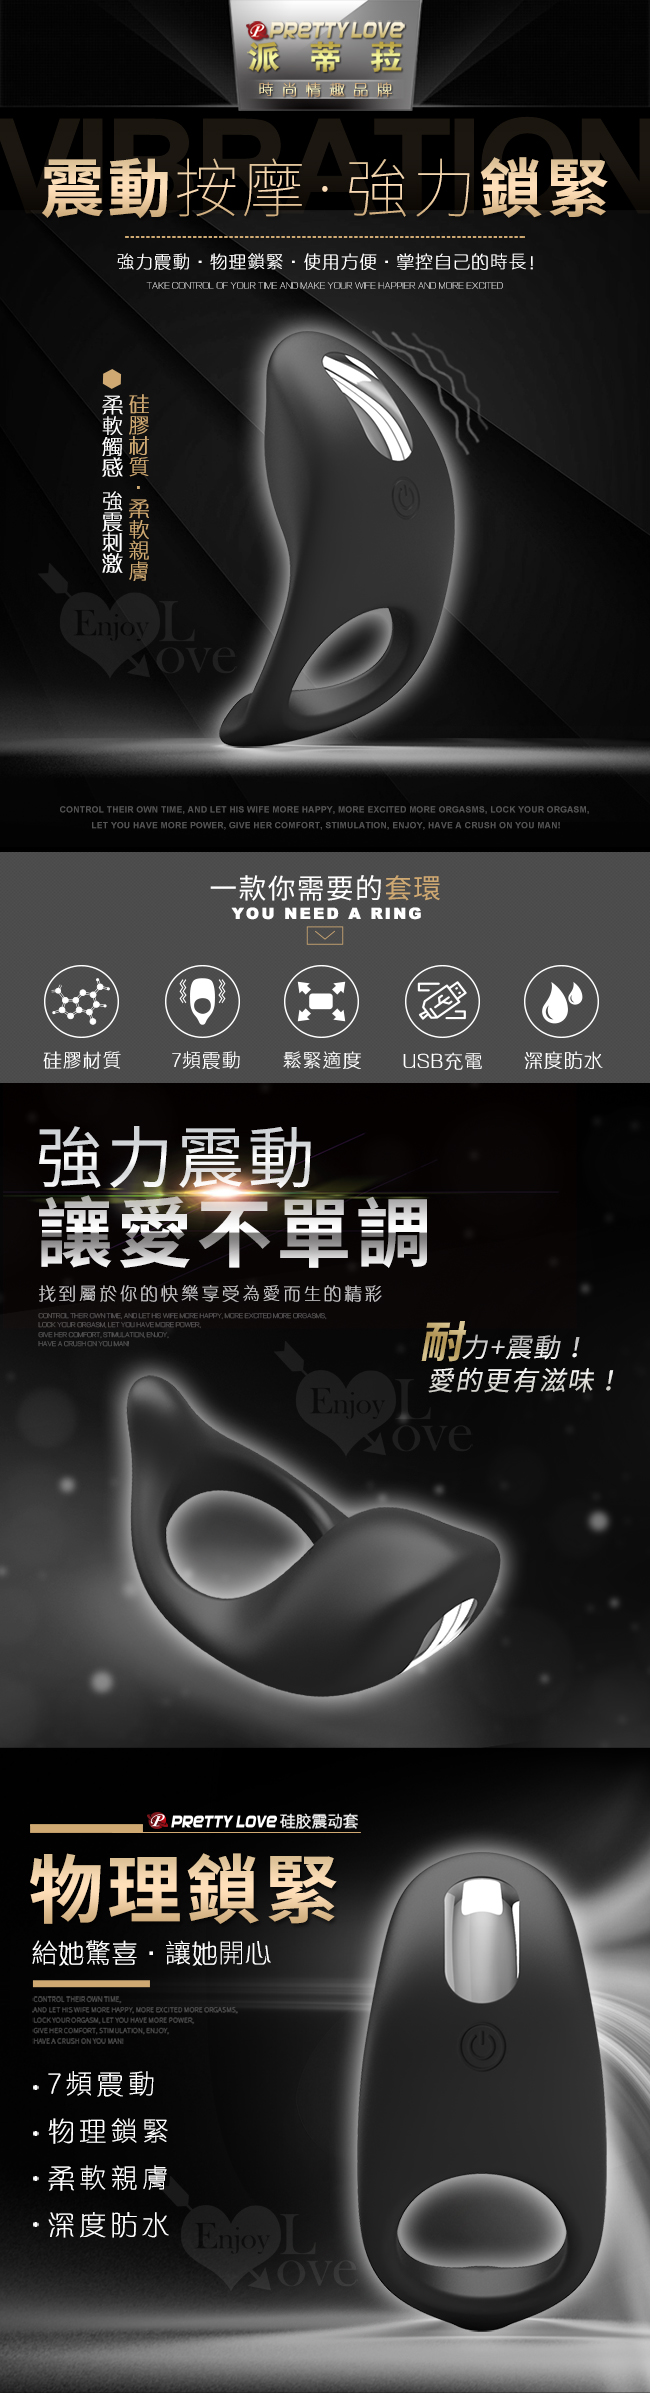 PRETTY LOVE
派蒂菈
時尚情趣品牌
VIBRATION
震動按摩·強力鎖緊
強力震動·物理鎖緊·使用方便·掌控自己的時長!
TAKE CONTROL OF YOUR TIME AND MAKE YOUR WIFE HAPPIER AND MORE EXCITED
硅膠材質·柔軟親膚
柔軟觸感 強震刺激
Enjoy Love
CONTROL THEIR OWN TIME, AND LET HIS WIFE MORE HAPPY, MORE EXCITED MORE ORGASMS, LOCK YOUR ORGASM,
LET YOU HAVE MORE POWER, GIVE HER COMFORT, STIMULATION, ENJOY, HAVE A CRUSH ON YOU MAN!
一款你需要的套環
YOU NEED A RING
硅膠材質 7頻震動 鬆緊適度 USB充電 深度防水
強力震動
讓愛不單調
找到屬於你的快樂享受為愛而生的精彩
CONTROL THEIR OWN TIME, AND LET HIS WIFE MORE HAPPY, MORE EXCITED MORE ORGASMS,
LOCK YOUR ORGASM, LET YOU HAVE MORE POWER,
GIVE HER COMFORT, STIMULATION, ENJOY,
HAVE A CRUSH ON YOU MAN!
耐力+震動！
愛的更有滋味！
Enjoy Love
PRETTY LOVE 硅胶震动套
物理鎖緊
給她驚喜·讓她開心
CONTROL THEIR OWN TIME,
AND LET HIS WIFE MORE HAPPY, MORE EXCITED MORE ORGASMS,
LOCK YOUR ORGASM, LET YOU HAVE MORE POWER,
GIVE HER COMFORT, STIMULATION, ENJOY,
HAVE A CRUSH ON YOU MAN!
·7頻震動
·物理鎖緊
·柔軟親膚
·深度防水
Enjoy Love